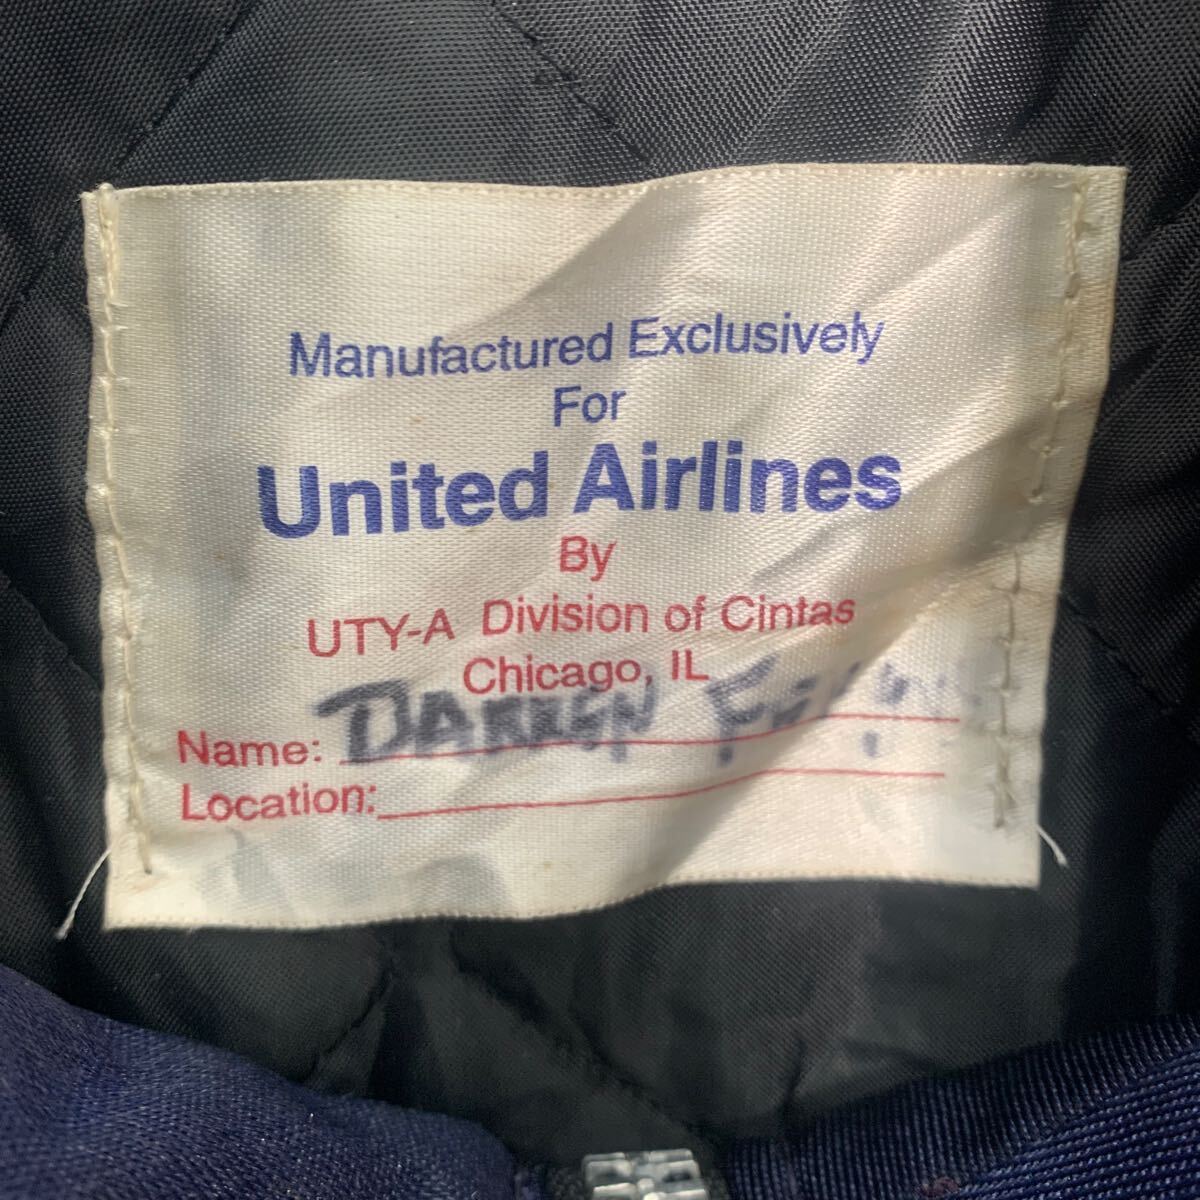 Manufactured Exclusively
For
United Airlines
By
UTY-A Division of Cintas
Chicago, IL
Name: DARREN
Location: